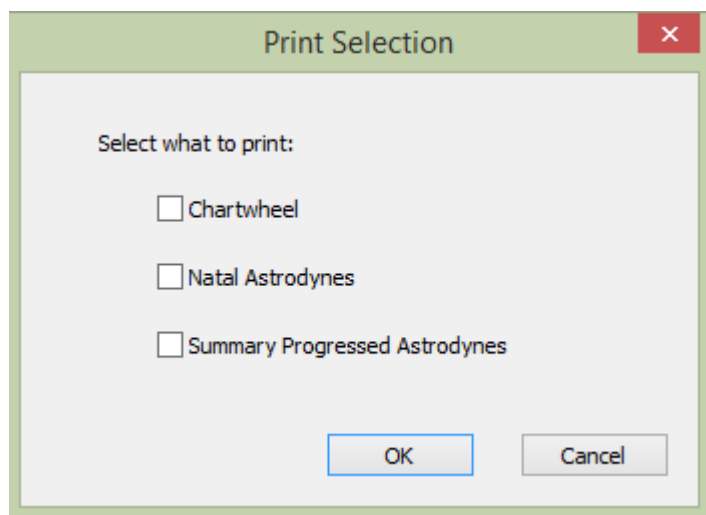 Print Selection
Select what to print:
Chartwheel
Natal Astrodynes
Summary Progressed Astrodynes
OK Cancel